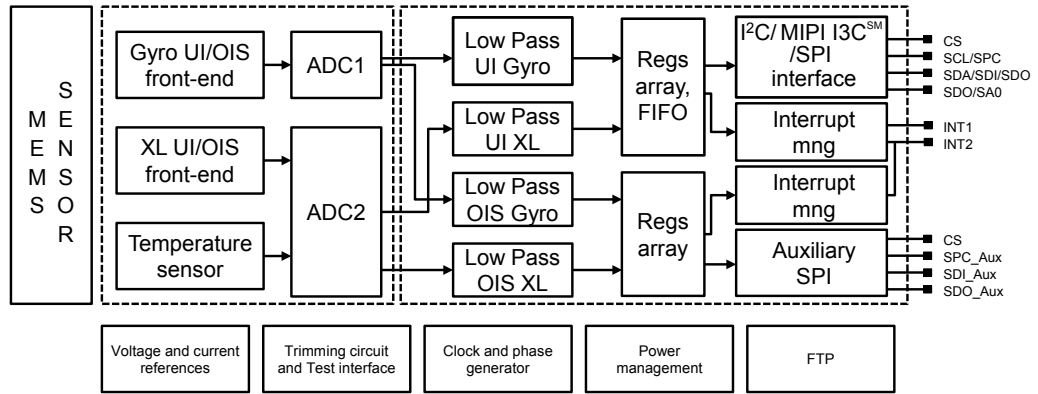 MEMS
SENSOR
Gyro UI/OIS
front-end
XL UI/OIS
front-end
Temperature
sensor
ADC1
ADC2
Low Pass
UI Gyro
Low Pass
UI XL
Low Pass
OIS Gyro
Low Pass
OIS XL
Regs
array,
FIFO
Regs
array
I²C/ MIPI I3C℠
/SPI
interface
Interrupt
mng
Interrupt
mng
Auxiliary
SPI
CS
SCL/SPC
SDA/SDI/SDO
SDO/SA0
INT1
INT2
CS
SPC_Aux
SDI_Aux
SDO_Aux
Voltage and current
references
Trimming circuit
and Test interface
Clock and phase
generator
Power
management
FTP